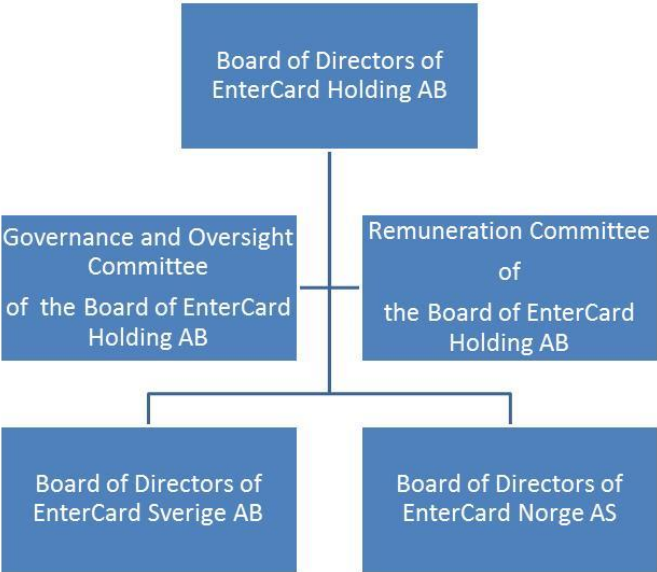 Board of Directors of
EnterCard Holding AB
Governance and Oversight
Committee
of the Board of EnterCard
Holding AB
Remuneration Committee
of
the Board of EnterCard
Holding AB
Board of Directors of
EnterCard Sverige AB
Board of Directors of
EnterCard Norge AS